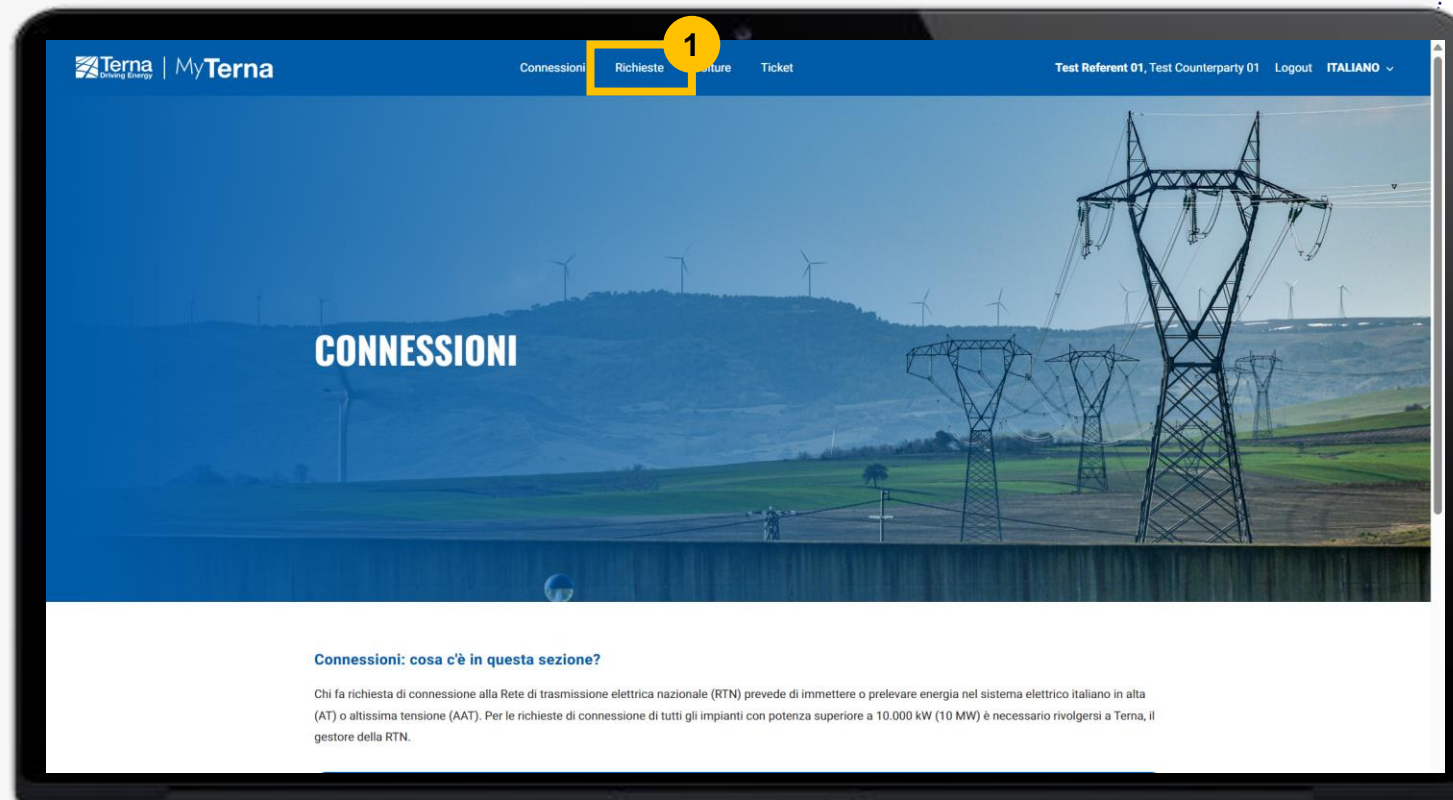 Terna
Driving Energy
MyTerna
Connessioni
Richieste
1
Ticket
Test Referent 01, Test Counterparty 01
Logout
ITALIANO
CONNESSIONI
Connessioni: cosa c'è in questa sezione?
Chi fa richiesta di connessione alla Rete di trasmissione elettrica nazionale (RTN) prevede di immettere o prelevare energia nel sistema elettrico italiano in alta
(AT) o altissima tensione (AAT). Per le richieste di connessione di tutti gli impianti con potenza superiore a 10.000 kW (10 MW) è necessario rivolgersi a Terna, il
gestore della RTN.